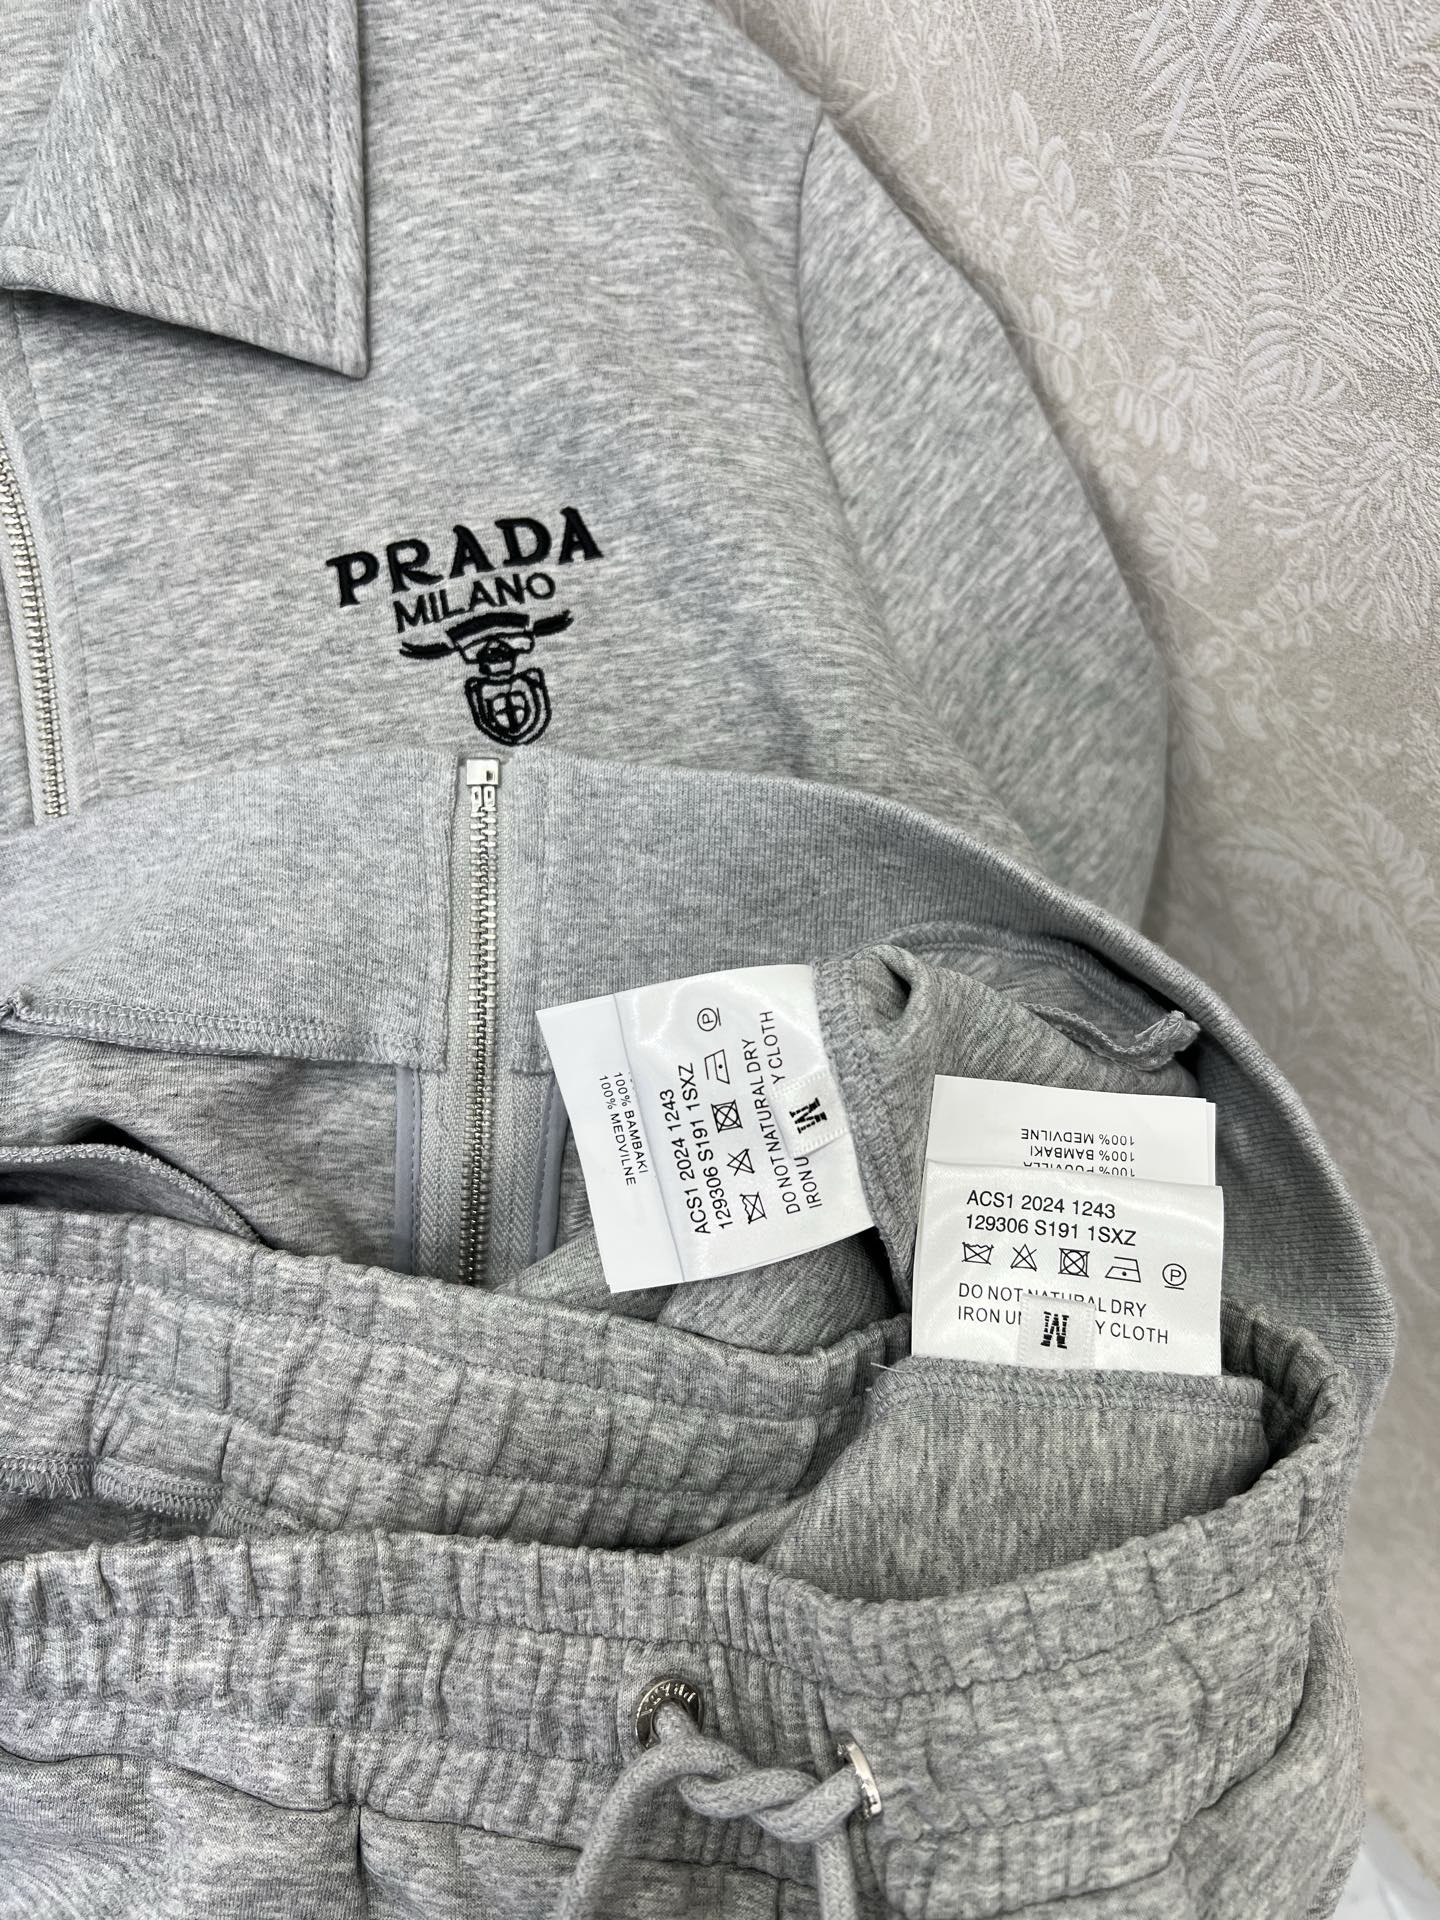 PRADA
MILANO
100% BAMBAKI
100% MEDVILNE
ACS1 2024 1243
129306 S191 1SXZ
P
DO NOT NATURAL DRY
IRON Y CLOTH
M
100% MEDVILNE
100% BAMBAKI
ACS1 2024 1243
129306 S191 1SXZ
P
DO NOT NATURAL DRY
IRON Y CLOTH
M